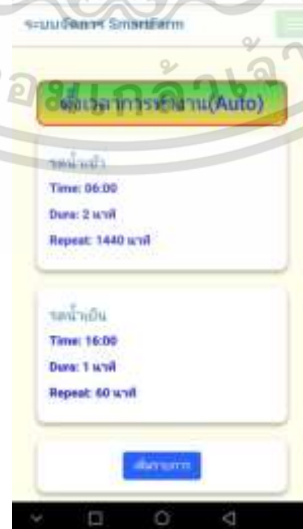 ระบบจัดการ SmartFarm
ตั้งเวลาการทำงาน(Auto)
รดน้ำเช้า
Time: 06:00
Dura: 2 นาที
Repeat: 1440 นาที
รดน้ำเย็น
Time: 16:00
Dura: 1 นาที
Repeat: 60 นาที
เพิ่มรายการ